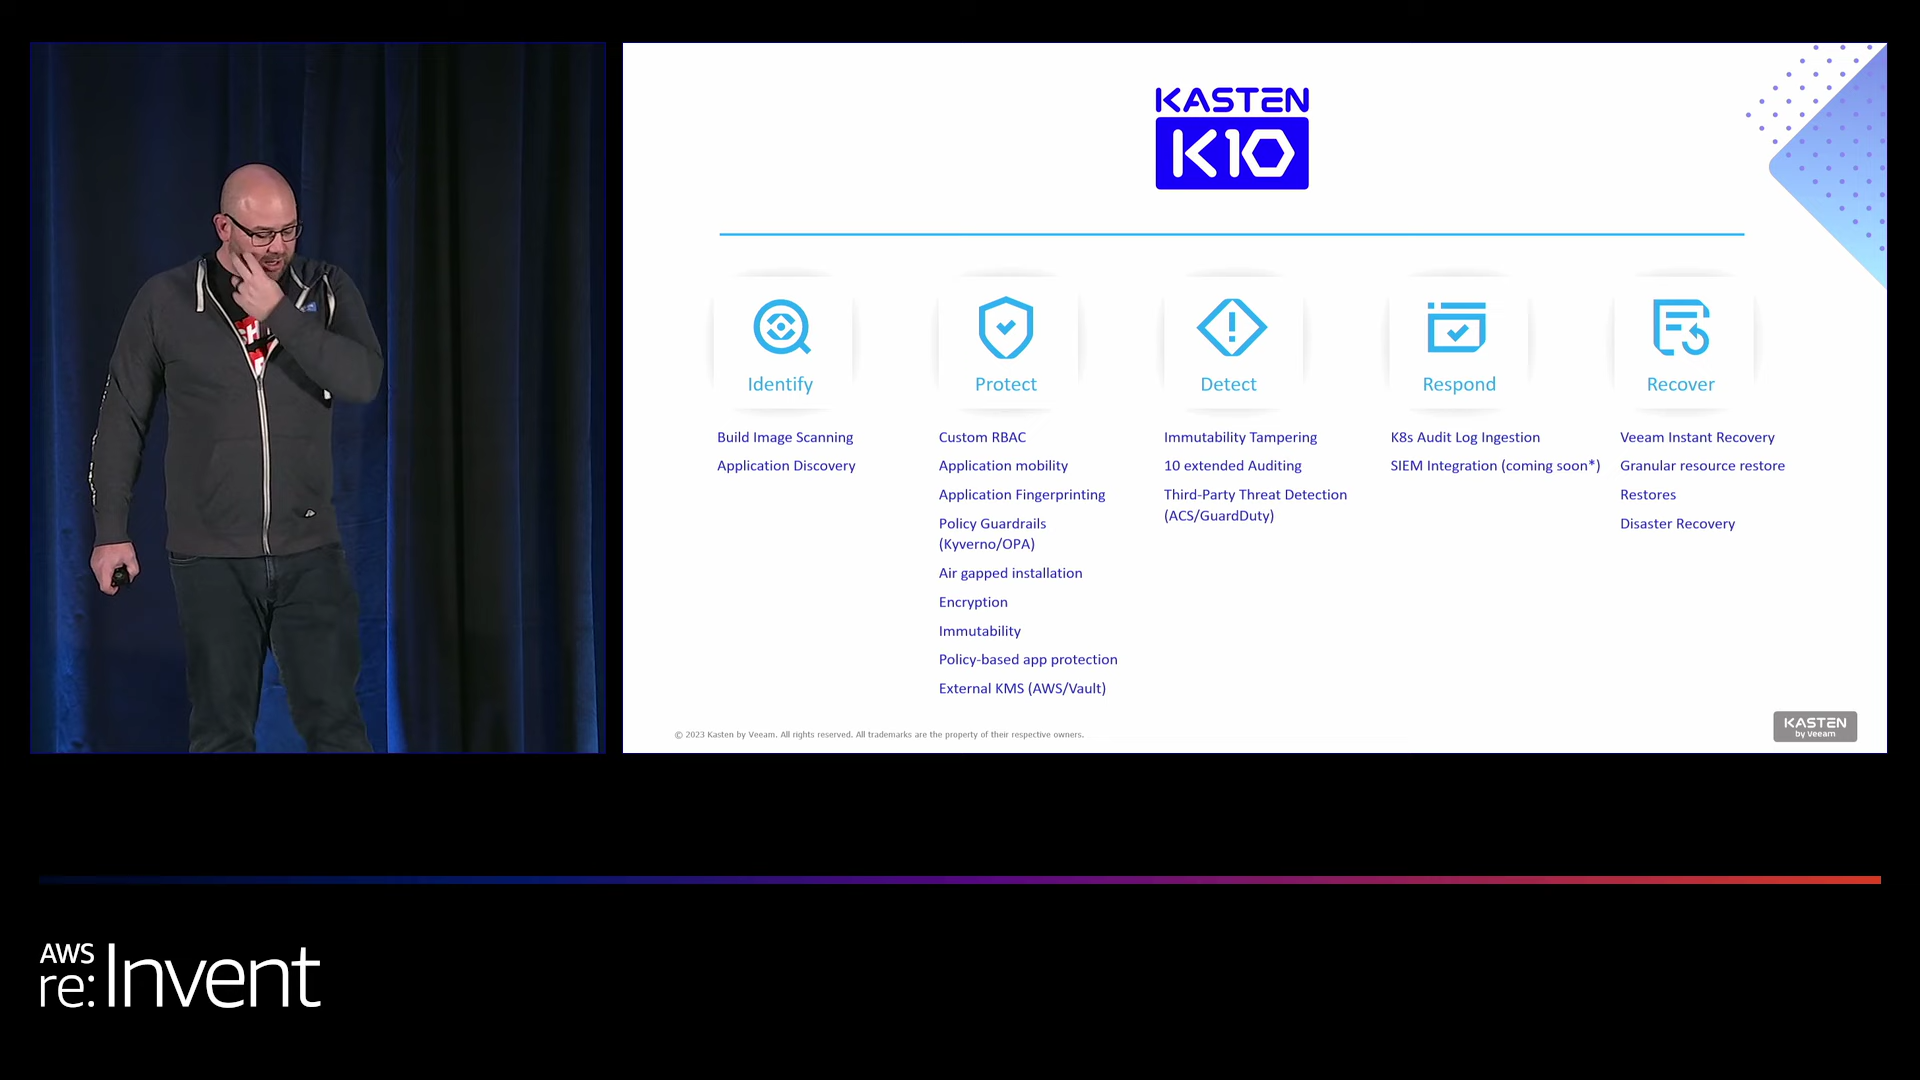 KASTEN
K10
Identify
Protect
Detect
Respond
Recover
Build Image Scanning
Application Discovery
Custom RBAC
Application mobility
Application Fingerprinting
Policy Guardrails
(Kyverno/OPA)
Air gapped installation
Encryption
Immutability
Policy-based app protection
External KMS (AWS/Vault)
Immutability Tampering
10 extended Auditing
Third-Party Threat Detection
(ACS/GuardDuty)
K8s Audit Log Ingestion
SIEM Integration (coming soon*)
Veeam Instant Recovery
Granular resource restore
Restores
Disaster Recovery
© 2023 Kasten by Veeam. All rights reserved. All trademarks are the property of their respective owners.
KASTEN
by Veeam
AWS
re:Invent